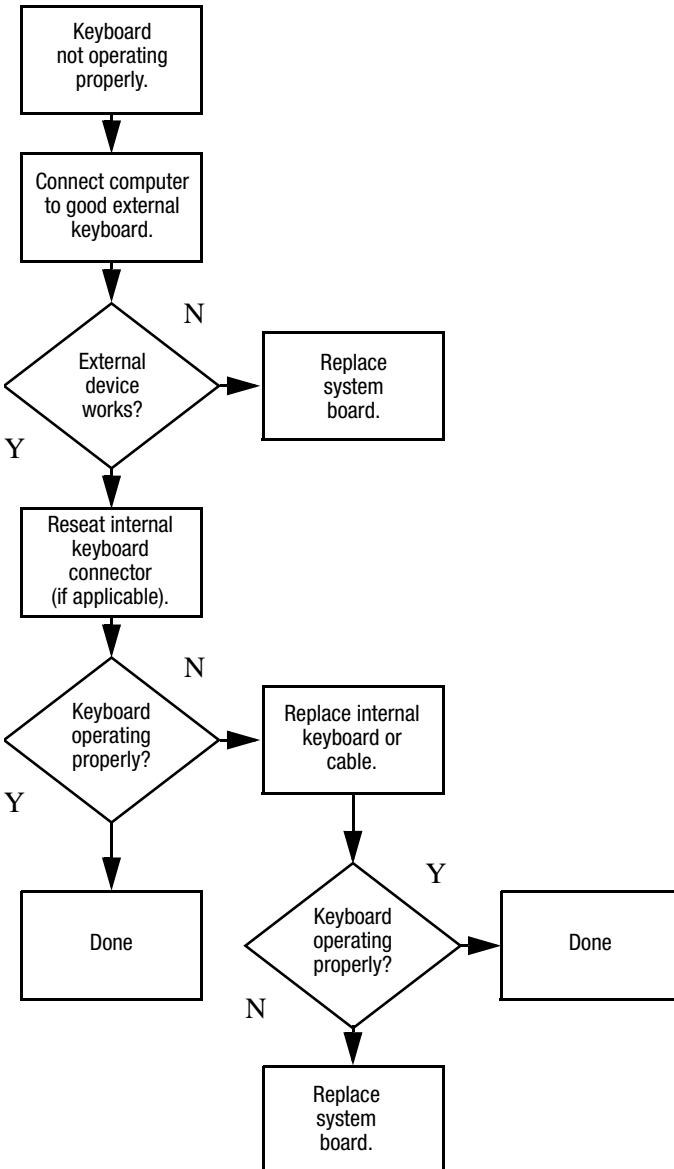 Keyboard
not operating
properly.
Connect computer
to good external
keyboard.
N
External
device
works?
Replace
system
board.
Y
Reseat internal
keyboard
connector
(if applicable).
N
Keyboard
operating
properly?
Replace internal
keyboard or
cable.
Y
Y
Done
Keyboard
operating
properly?
Done
N
Replace
system
board.